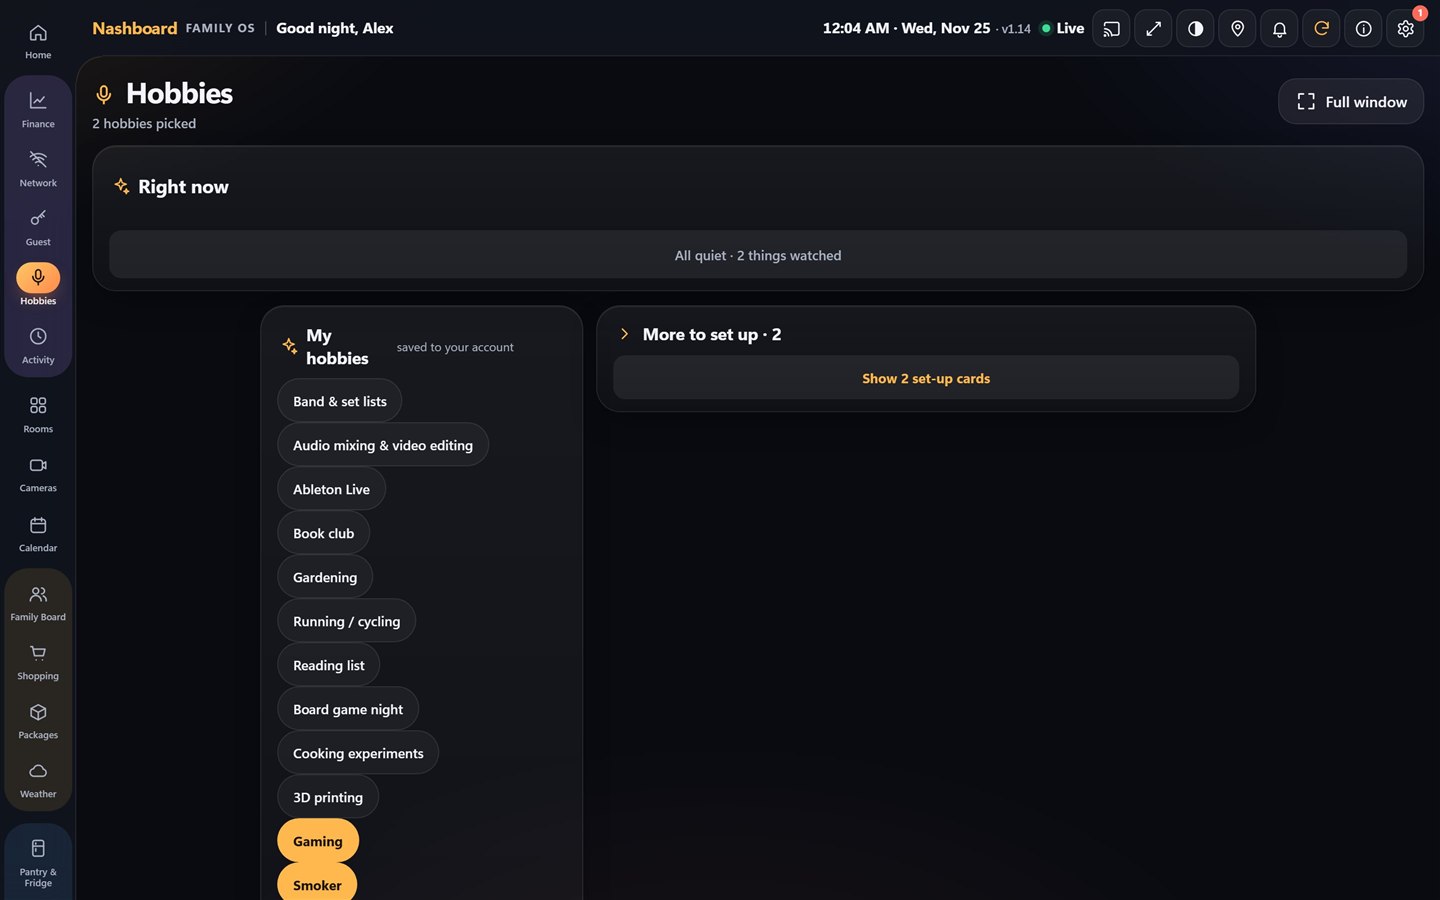 Nashboard FAMILY OS Good night, Alex
12:04 AM · Wed, Nov 25 · v1.14 Live
1
Home
Finance
Network
Guest
Hobbies
Activity
Rooms
Cameras
Calendar
Family Board
Shopping
Packages
Weather
Pantry &
Fridge
Hobbies
2 hobbies picked
Full window
Right now
All quiet · 2 things watched
My
hobbies
saved to your account
Band & set lists
Audio mixing & video editing
Ableton Live
Book club
Gardening
Running / cycling
Reading list
Board game night
Cooking experiments
3D printing
Gaming
Smoker
More to set up · 2
Show 2 set-up cards